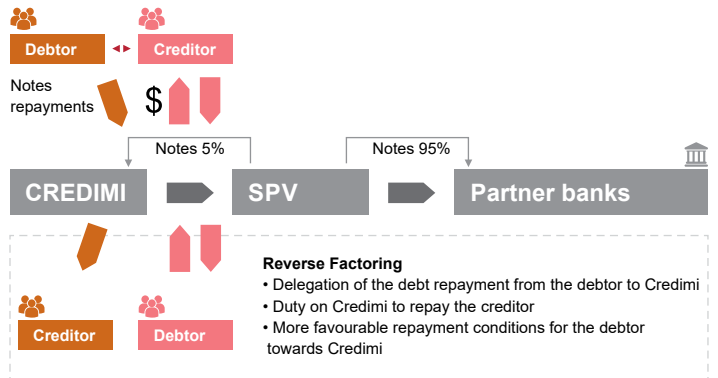 Debtor
Creditor
Notes
repayments
$
Notes 5%
Notes 95%
CREDIMI
SPV
Partner banks
Reverse Factoring
• Delegation of the debt repayment from the debtor to Credimi
• Duty on Credimi to repay the creditor
• More favourable repayment conditions for the debtor
towards Credimi
Creditor
Debtor